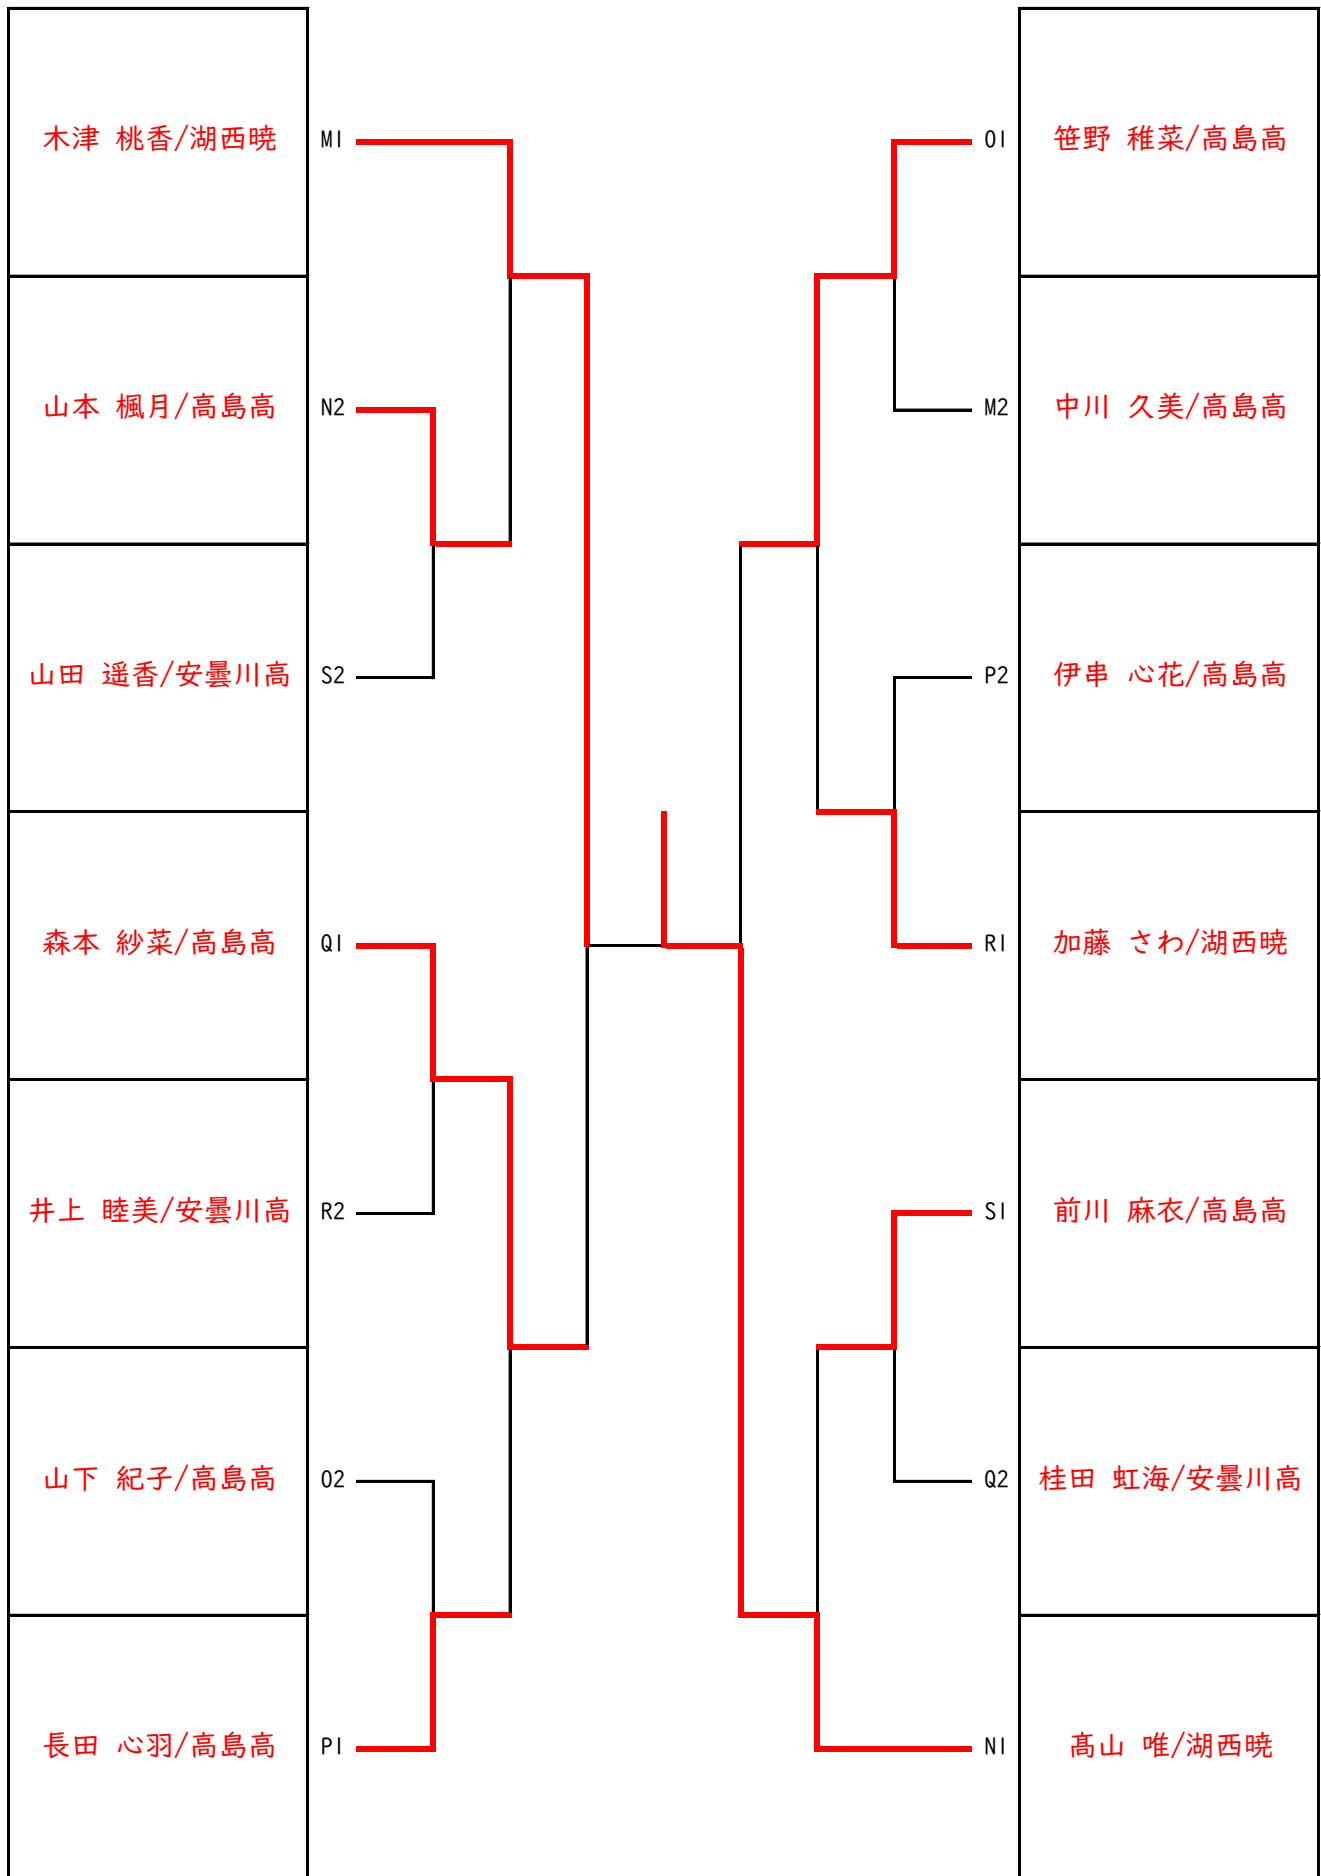 木津 桃香/湖西暁 M1
山本 楓月/高島高 N2
山田 遥香/安曇川高 S2
森本 紗菜/高島高 Q1
井上 睦美/安曇川高 R2
山下 紀子/高島高 O2
長田 心羽/高島高 P1
O1 笹野 稚菜/高島高
M2 中川 久美/高島高
P2 伊串 心花/高島高
R1 加藤 さわ/湖西暁
S1 前川 麻衣/高島高
Q2 桂田 虹海/安曇川高
N1 髙山 唯/湖西暁